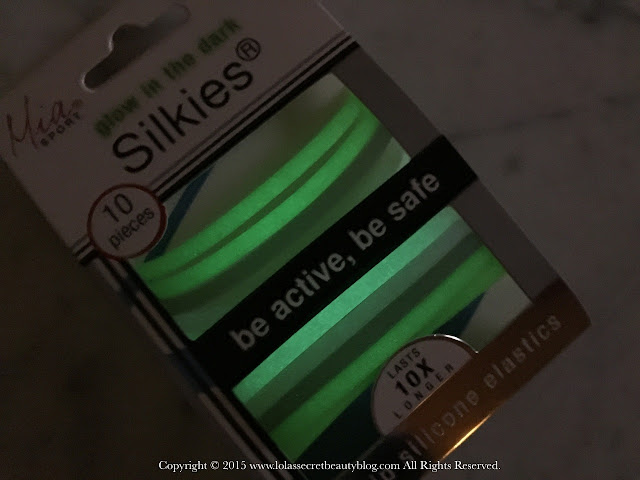 Mia®
SPORT
glow in the dark
Silkies®
10
pieces
be active, be safe
LASTS
10X
LONGER
silicone elastics
Copyright © 2015 www.lolassecretbeautyblog.com All Rights Reserved.